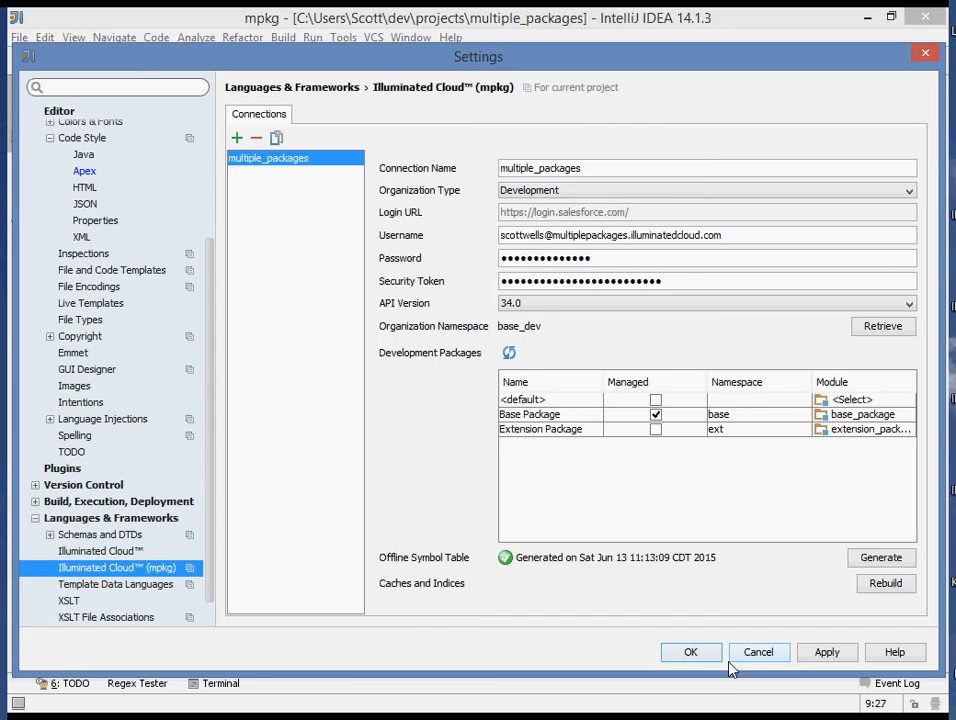 mpkg - [C:\Users\Scott\dev\projects\multiple_packages] - IntelliJ IDEA 14.1.3
File Edit View Navigate Code Analyze Refactor Build Run Tools VCS Window Help
Settings
Languages & Frameworks › Illuminated Cloud™ (mpkg) For current project
Connections
Editor
Colors & Fonts
Code Style
Java
Apex
HTML
JSON
Properties
XML
Inspections
File and Code Templates
File Encodings
Live Templates
File Types
Copyright
Emmet
GUI Designer
Images
Intentions
Language Injections
Spelling
TODO
Plugins
Version Control
Build, Execution, Deployment
Languages & Frameworks
Schemas and DTDs
Illuminated Cloud™
Illuminated Cloud™ (mpkg)
Template Data Languages
XSLT
XSLT File Associations
multiple_packages
Connection Name multiple_packages
Organization Type Development
Login URL https://login.salesforce.com/
Username scottwells@multiplepackages.illuminatedcloud.com
Password ••••••••••••••
Security Token •••••••••••••••••••••••••
API Version 34.0
Organization Namespace base_dev Retrieve
Development Packages
Name Managed Namespace Module
<default> <Select>
Base Package base base_package
Extension Package ext extension_pack...
Offline Symbol Table Generated on Sat Jun 13 11:13:09 CDT 2015 Generate
Caches and Indices Rebuild
OK Cancel Apply Help
6: TODO Regex Tester Terminal Event Log
9:27